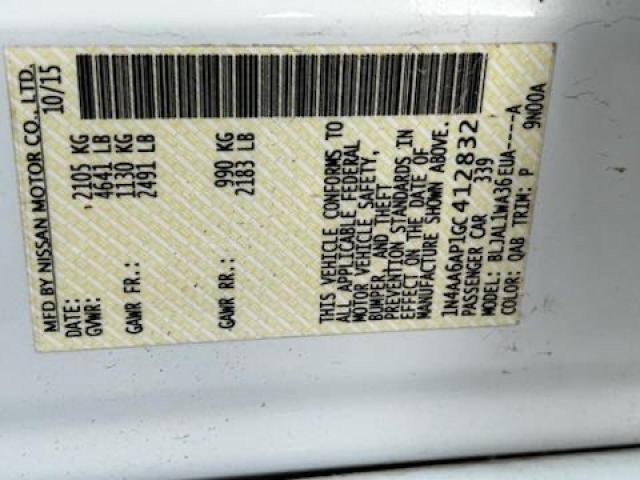 MFD BY NISSAN MOTOR CO., LTD.
DATE: 10/15
GVWR: 2105 KG
4641 LB
GAWR FR.: 1130 KG
2491 LB
GAWR RR.: 990 KG
2183 LB
THIS VEHICLE CONFORMS TO
ALL APPLICABLE FEDERAL
MOTOR VEHICLE SAFETY,
BUMPER, AND THEFT
PREVENTION STANDARDS IN
EFFECT ON THE DATE OF
MANUFACTURE SHOWN ABOVE.
1N4AA6AP1GC412832
PASSENGER CAR 339
MODEL: BLJAL1WA36EUA----A
COLOR: QAB TRIM: P 9N00A